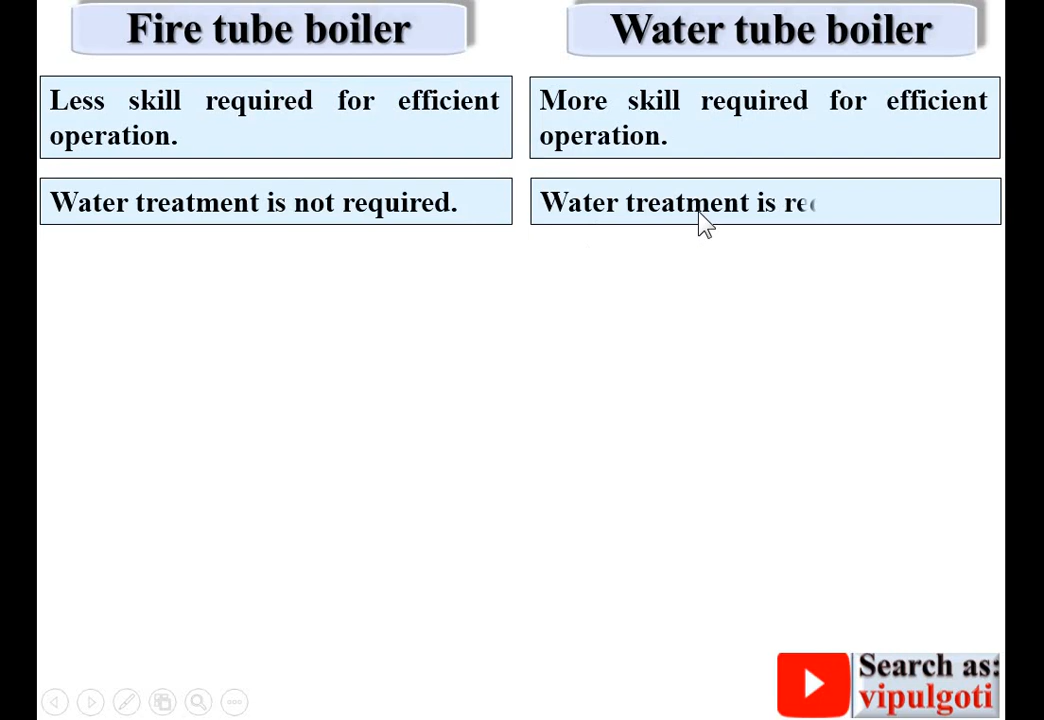 Fire tube boiler
Water tube boiler
Less skill required for efficient
operation.
More skill required for efficient
operation.
Water treatment is not required.
Water treatment is
Search as:
vipulgoti